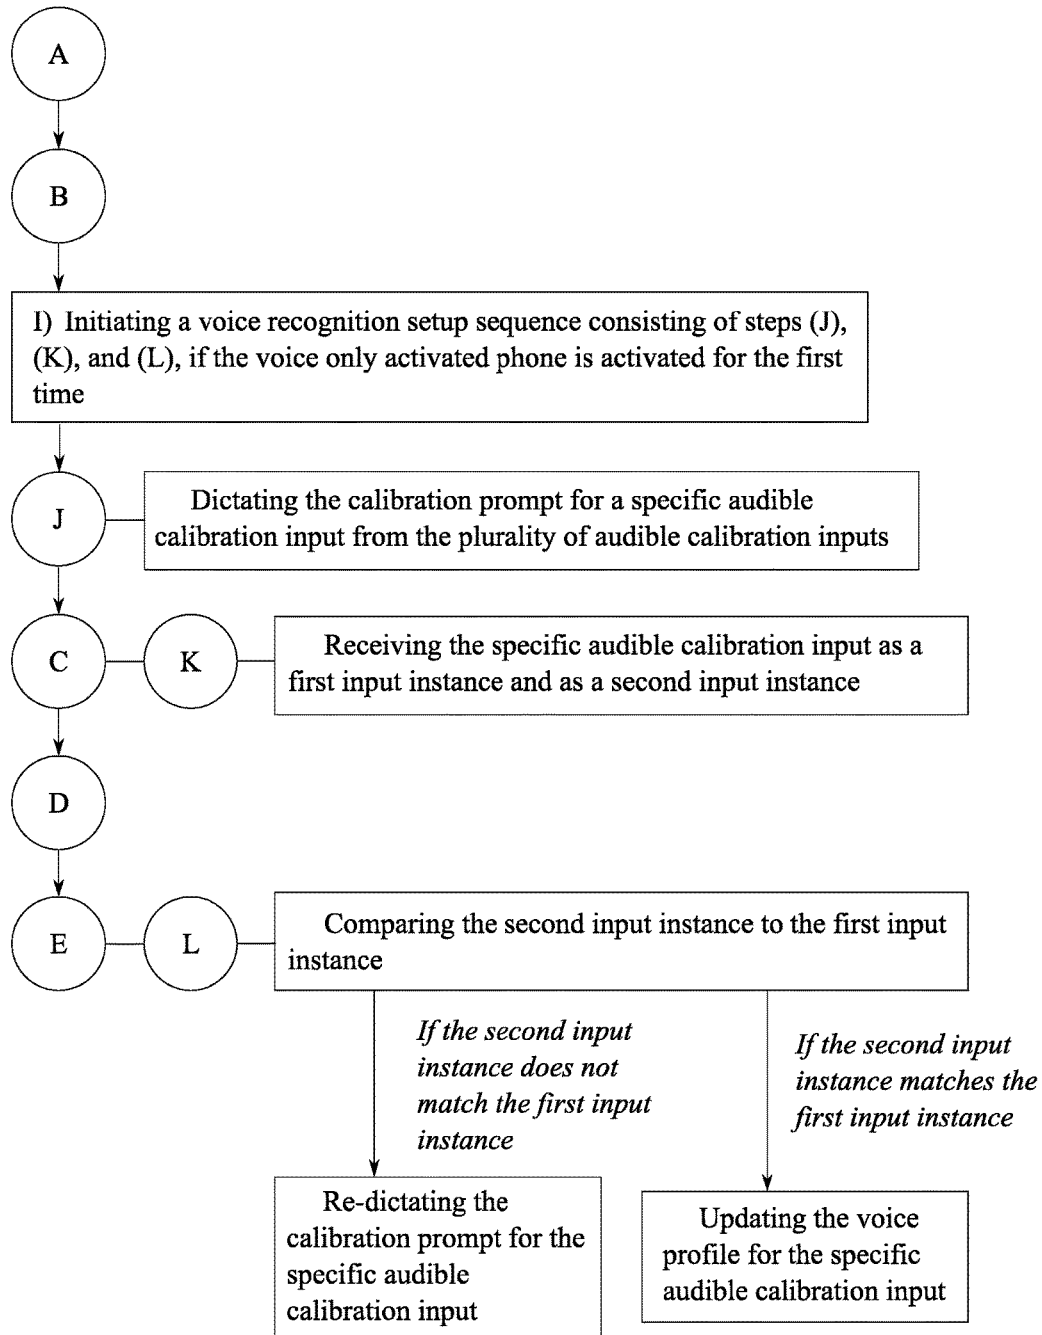 A
B
I) Initiating a voice recognition setup sequence consisting of steps (J),
(K), and (L), if the voice only activated phone is activated for the first
time
J
Dictating the calibration prompt for a specific audible
calibration input from the plurality of audible calibration inputs
C
K
Receiving the specific audible calibration input as a
first input instance and as a second input instance
D
E
L
Comparing the second input instance to the first input
instance
If the second input
instance does not
match the first input
instance
If the second input
instance matches the
first input instance
Re-dictating the
calibration prompt for the
specific audible
calibration input
Updating the voice
profile for the specific
audible calibration input